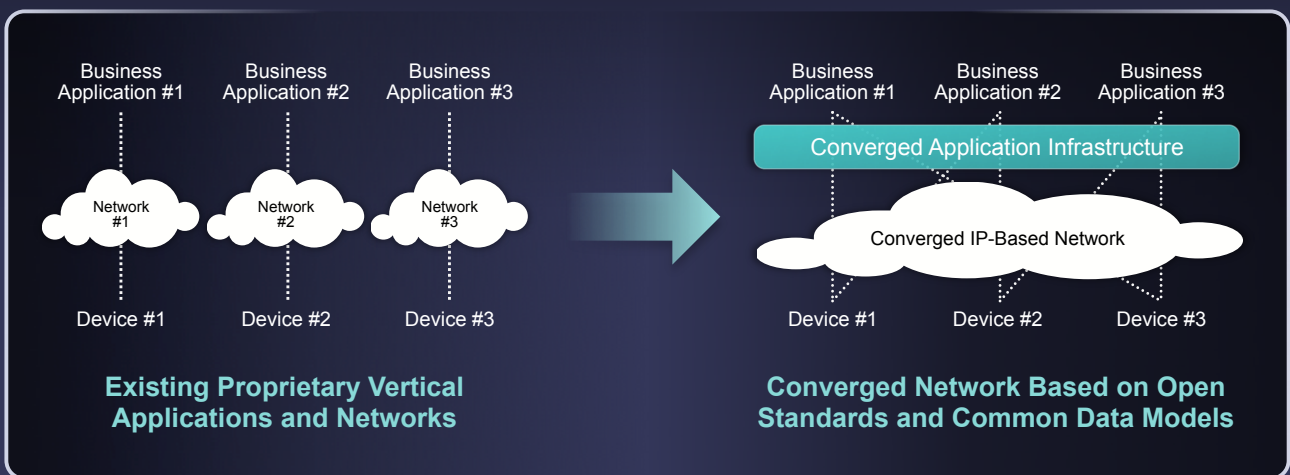 Business
Application #1
Business
Application #2
Business
Application #3
Network
#1
Network
#2
Network
#3
Device #1
Device #2
Device #3
Existing Proprietary Vertical
Applications and Networks
Business
Application #1
Business
Application #2
Business
Application #3
Converged Application Infrastructure
Converged IP-Based Network
Device #1
Device #2
Device #3
Converged Network Based on Open
Standards and Common Data Models